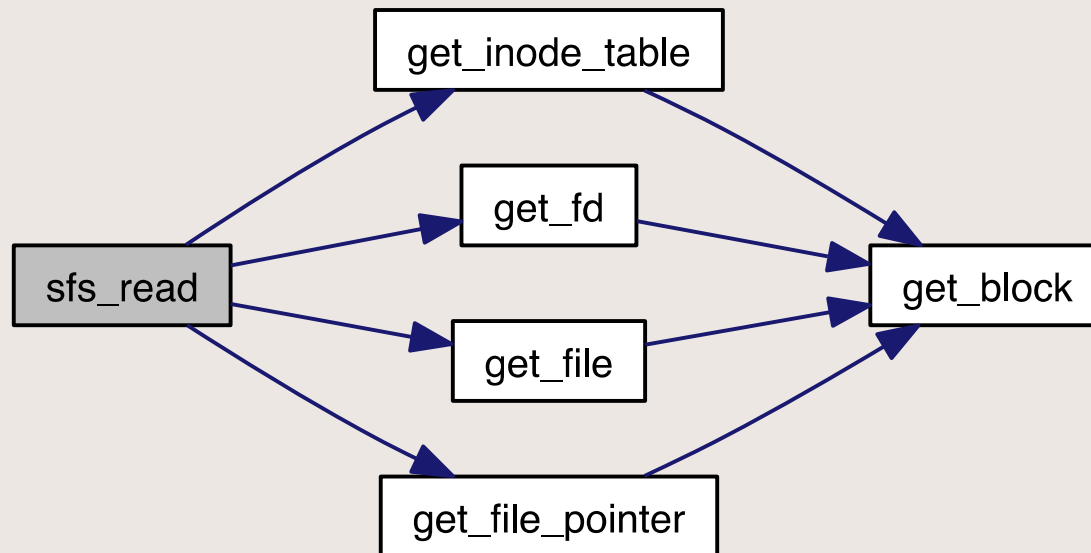 get_inode_table
get_fd
sfs_read
get_block
get_file
get_file_pointer